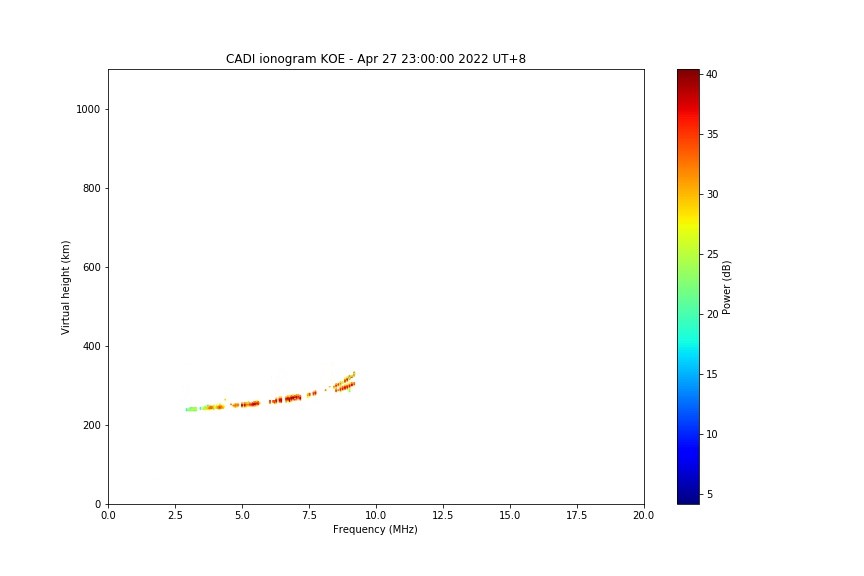 CADI ionogram KOE - Apr 27 23:00:00 2022 UT+8
Virtual height (km)
1000
800
600
400
200
0
0.0 2.5 5.0 7.5 10.0 12.5 15.0 17.5 20.0
Frequency (MHz)
40
35
30
25
20
15
10
5
Power (dB)